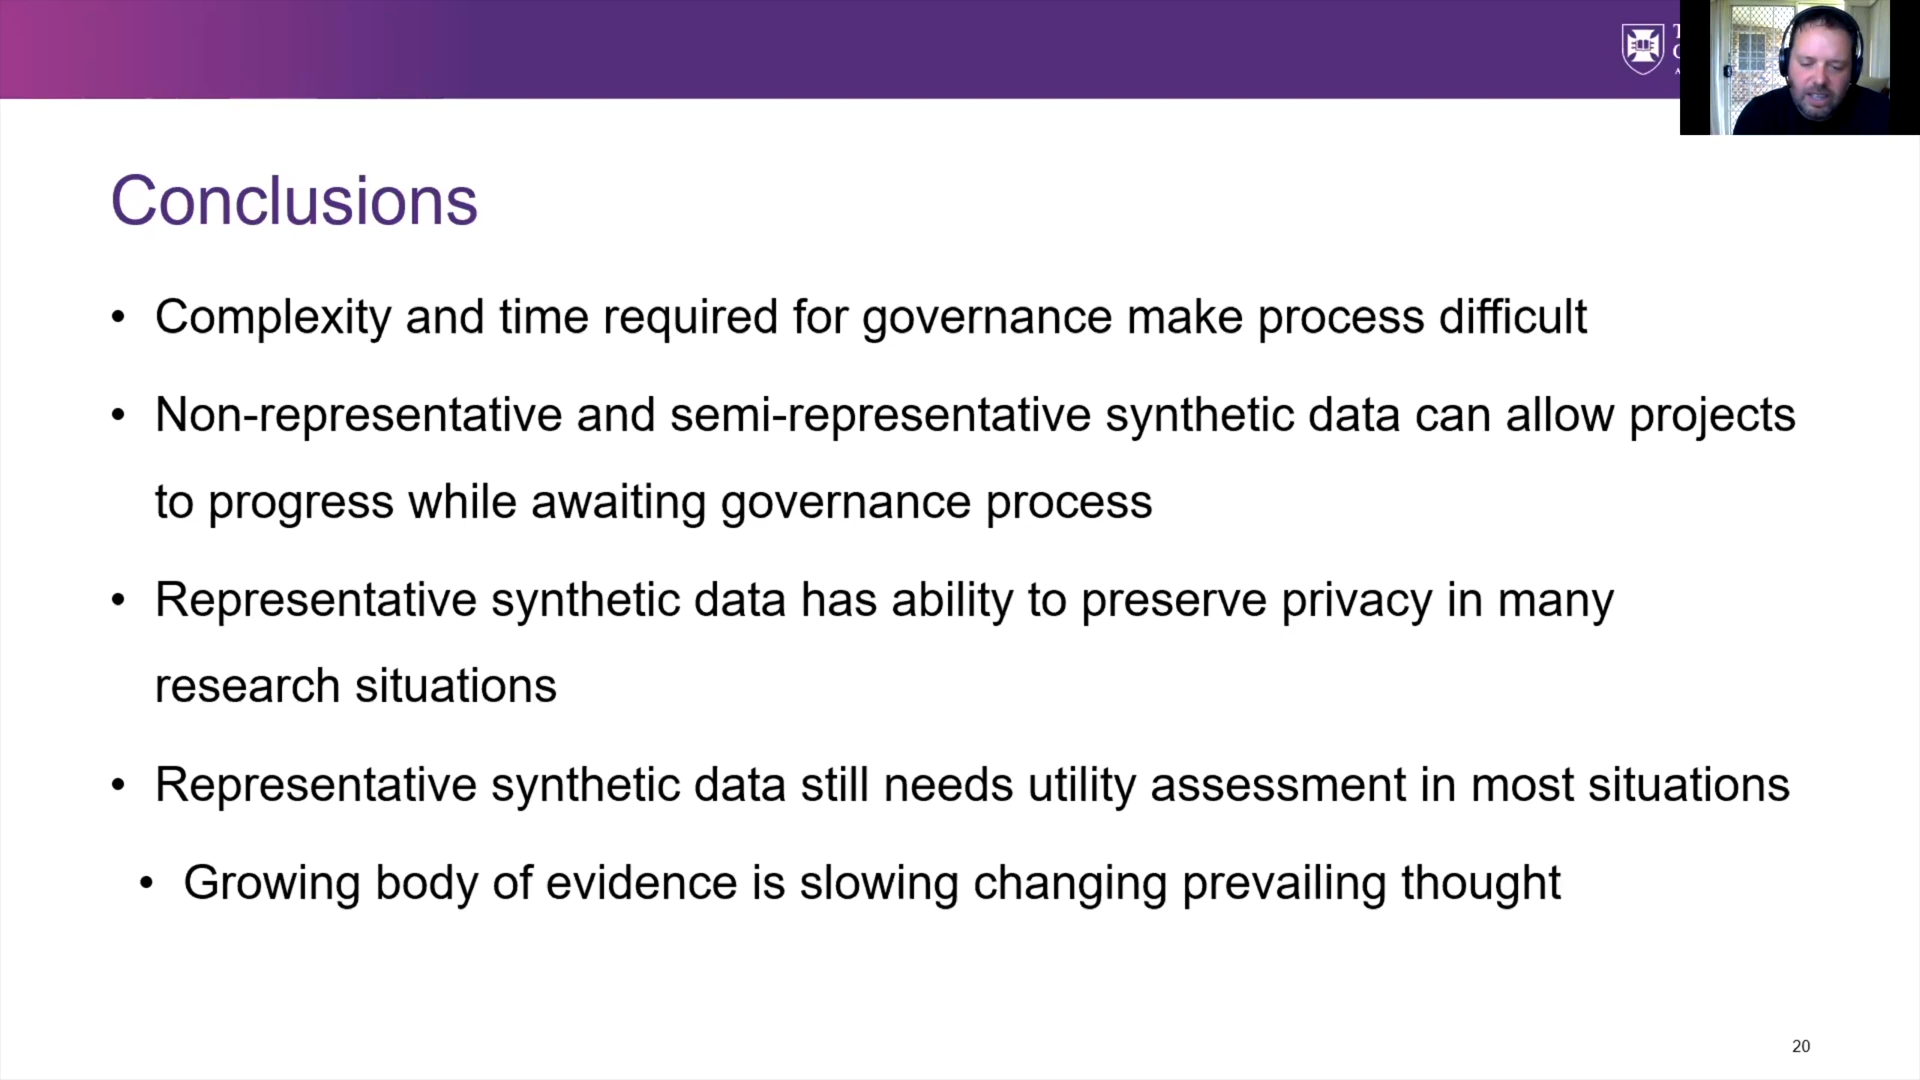 Conclusions
• Complexity and time required for governance make process difficult
• Non-representative and semi-representative synthetic data can allow projects
to progress while awaiting governance process
• Representative synthetic data has ability to preserve privacy in many
research situations
• Representative synthetic data still needs utility assessment in most situations
• Growing body of evidence is slowing changing prevailing thought
20